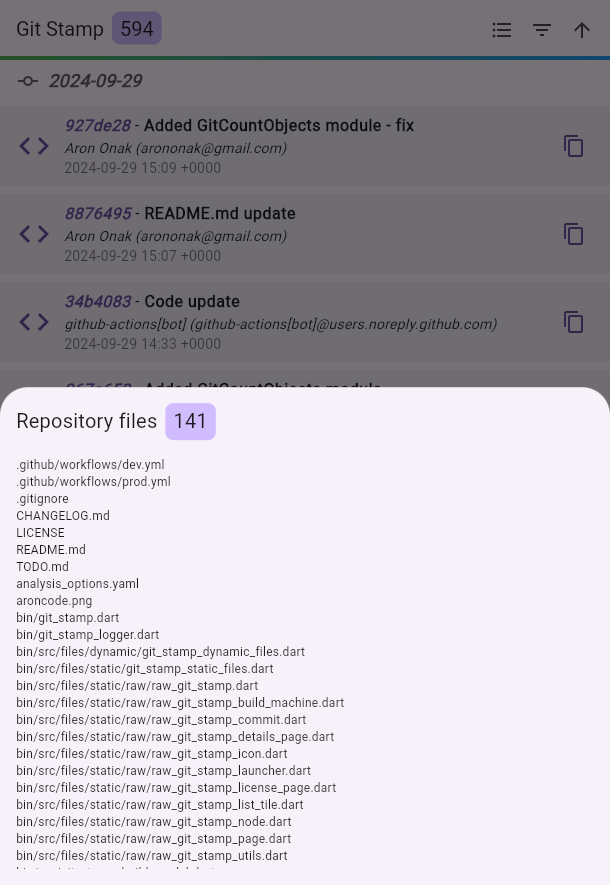 Git Stamp 594
2024-09-29
927de28 - Added GitCountObjects module - fix
Aron Onak (arononak@gmail.com)
2024-09-29 15:09 +0000
8876495 - README.md update
Aron Onak (arononak@gmail.com)
2024-09-29 15:07 +0000
34b4083 - Code update
github-actions[bot] (github-actions[bot]@users.noreply.github.com)
2024-09-29 14:33 +0000
- Added GitCountObjects module
Repository files 141
.github/workflows/dev.yml
.github/workflows/prod.yml
.gitignore
CHANGELOG.md
LICENSE
README.md
TODO.md
analysis_options.yaml
aroncode.png
bin/git_stamp.dart
bin/git_stamp_logger.dart
bin/src/files/dynamic/git_stamp_dynamic_files.dart
bin/src/files/static/git_stamp_static_files.dart
bin/src/files/static/raw/raw_git_stamp.dart
bin/src/files/static/raw/raw_git_stamp_build_machine.dart
bin/src/files/static/raw/raw_git_stamp_commit.dart
bin/src/files/static/raw/raw_git_stamp_details_page.dart
bin/src/files/static/raw/raw_git_stamp_icon.dart
bin/src/files/static/raw/raw_git_stamp_launcher.dart
bin/src/files/static/raw/raw_git_stamp_license_page.dart
bin/src/files/static/raw/raw_git_stamp_list_tile.dart
bin/src/files/static/raw/raw_git_stamp_node.dart
bin/src/files/static/raw/raw_git_stamp_page.dart
bin/src/files/static/raw/raw_git_stamp_utils.dart